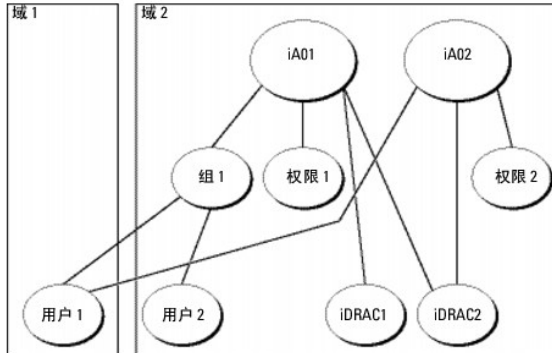 域 1
域 2
iA01
iA02
组 1
权限 1
权限 2
用户 1
用户 2
iDRAC1
iDRAC2